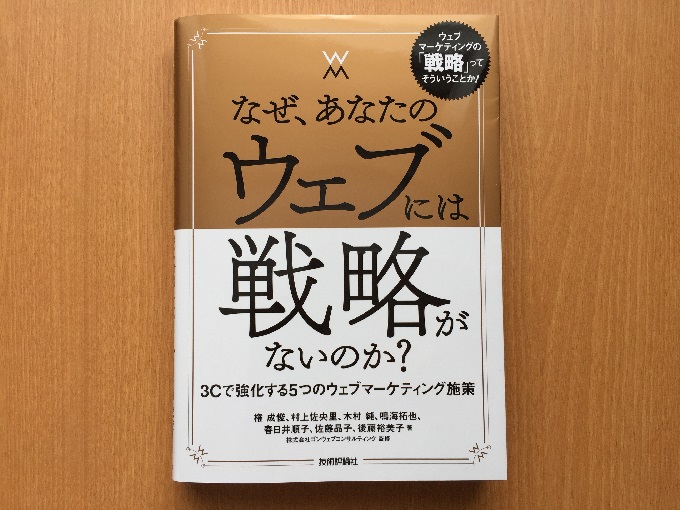 ウェブ
マーケティングの
「戦略」って
そういうことか!
WM
なぜ、あなたの
ウェブには
戦略が
ないのか?
3Cで強化する5つのウェブマーケティング施策
権 成俊、村上佐央里、木村 純、鳴海拓也、
春日井順子、佐藤晶子、後藤裕美子 著
株式会社ゴンウェブコンサルティング 監修
技術評論社